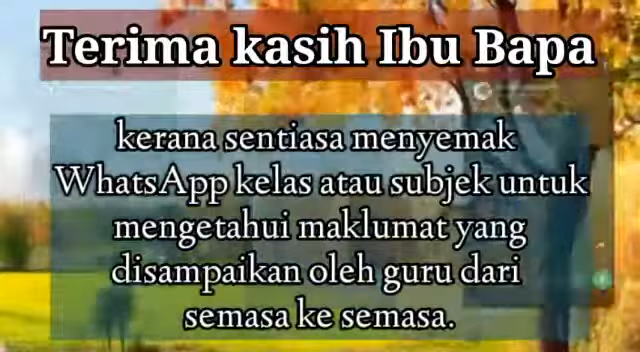 Terima kasih Ibu Bapa
kerana sentiasa menyemak
WhatsApp kelas atau subjek untuk
mengetahui maklumat yang
disampaikan oleh guru dari
semasa ke semasa.